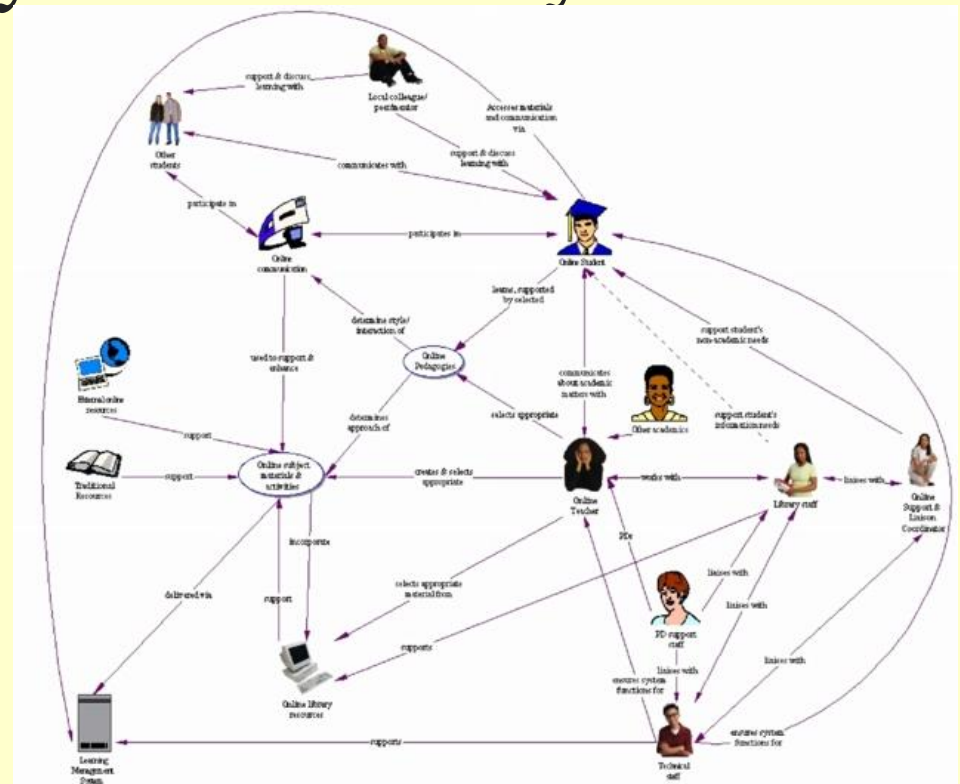 support & discuss
learning with
Local colleague/
peer/mentor
Accesses materials
and communication
via
Other
students
support & discuss
learning with
communicates with
participate in
participates in
Online
communication
Online Student
learns, supported
by selected
determine style/
interaction of
support student's
non-academic needs
Online
Pedagogies
used to support &
enhance
communicates
about academic
matters with
External online
resources
determines
approach of
selects appropriate
Other academics
support student's
information needs
support
Traditional
Resources
support
Online subject
materials &
activities
creates & selects
appropriate
Online
Teacher
works with
Library staff
liaises with
Online
Support &
Liaison
Coordinator
incorporate
PDs
delivered via
support
selects appropriate
material from
liaises with
liaises with
supports
PD support
staff
liaises with
liaises with
ensures system
functions for
Online library
resources
ensures system
functions for
supports
Learning
Management
System
Technical
staff